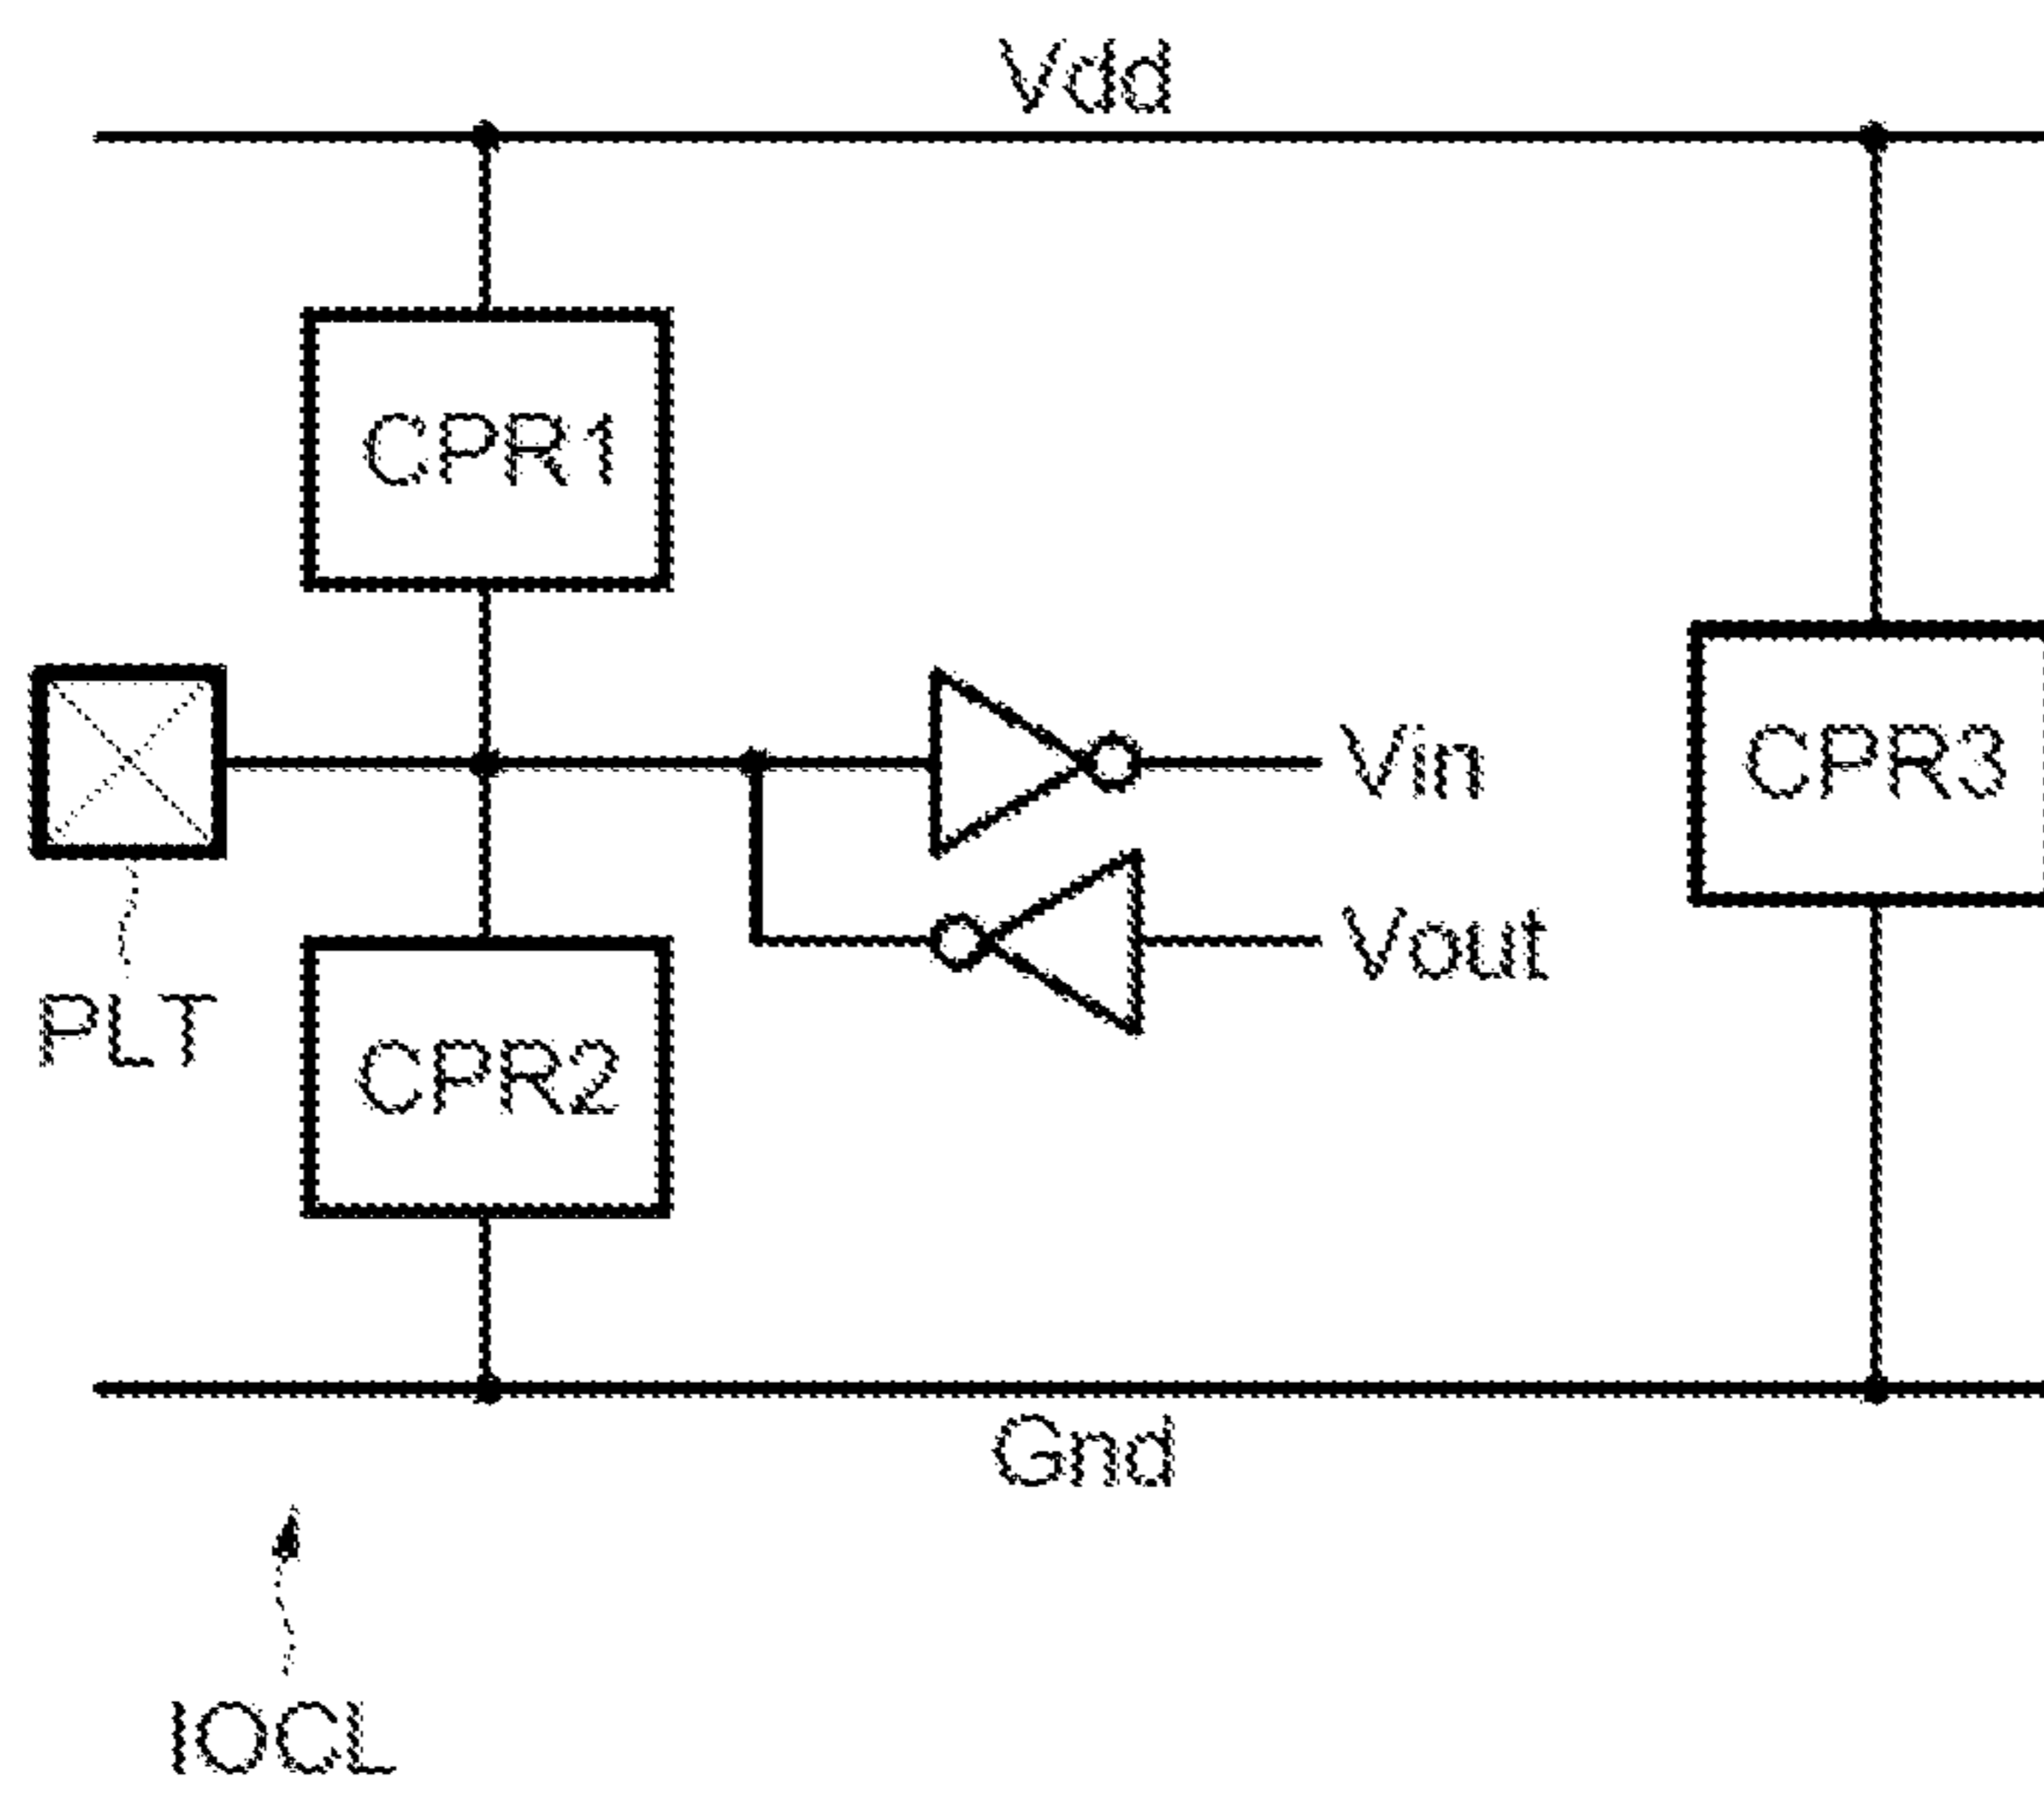 Vdd
CPR1
Vin
CPR3
Vout
PLT
CPR2
Gnd
IOCL